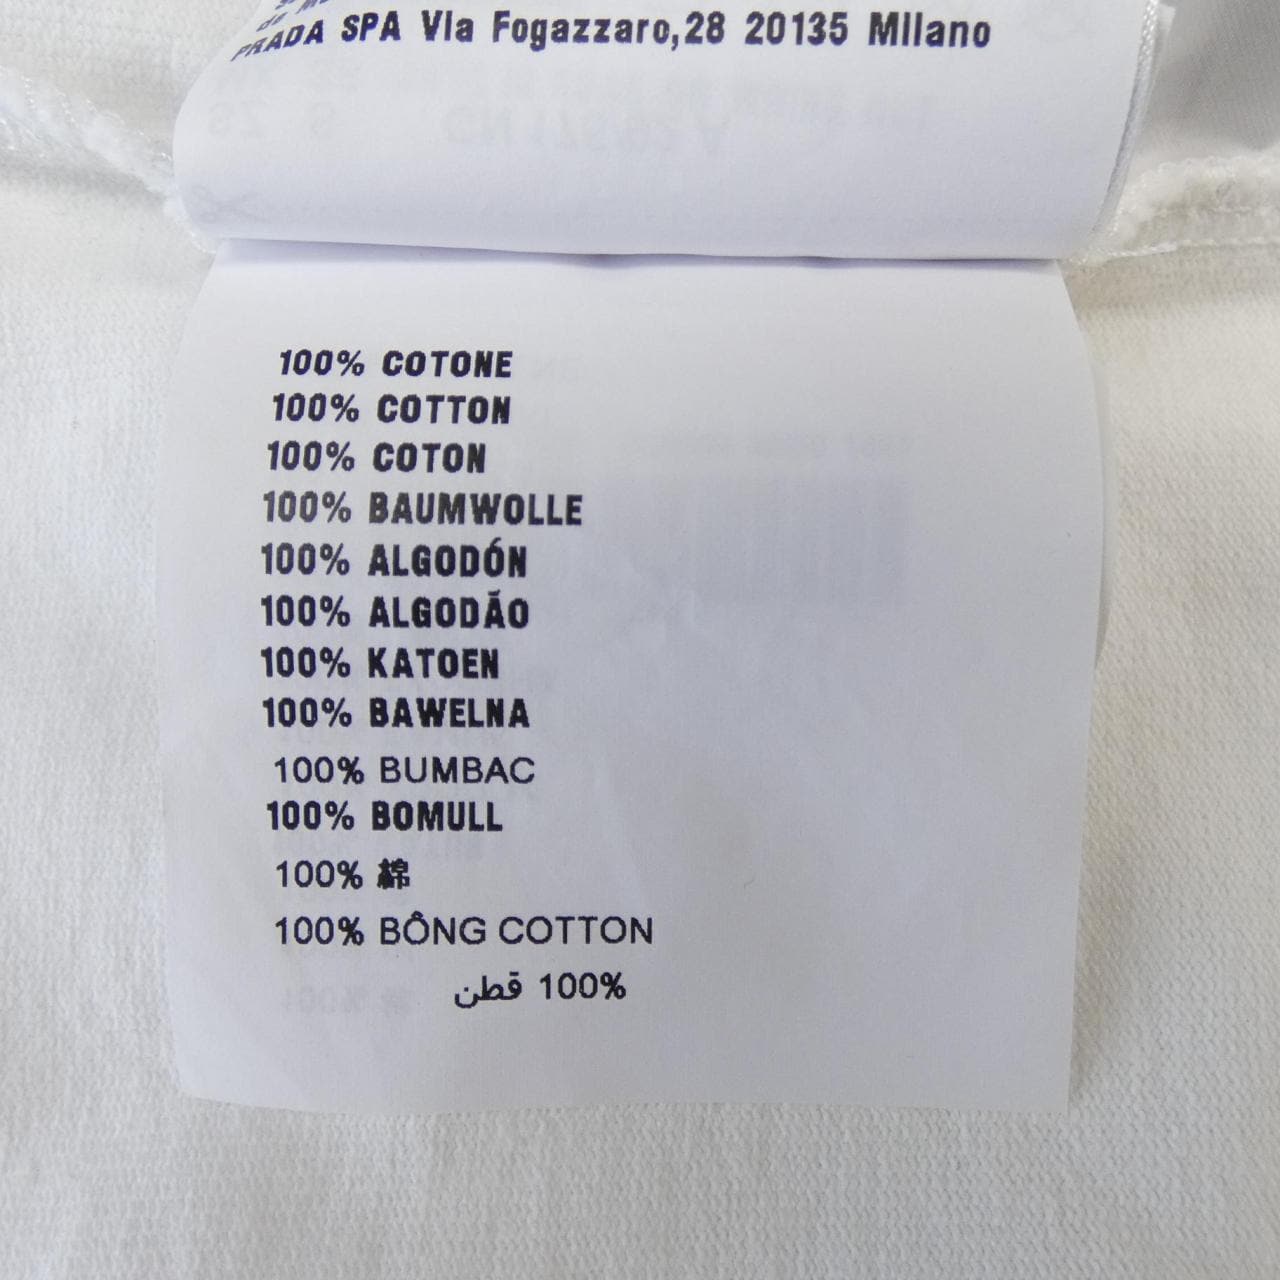 PRADA SPA VIa Fogazzaro,28 20135 MIlano
100% COTONE
100% COTTON
100% COTON
100% BAUMWOLLE
100% ALGODÓN
100% ALGODÃO
100% KATOEN
100% BAWELNA
100% BUMBAC
100% BOMULL
100% 綿
100% BÔNG COTTON
100% قطن